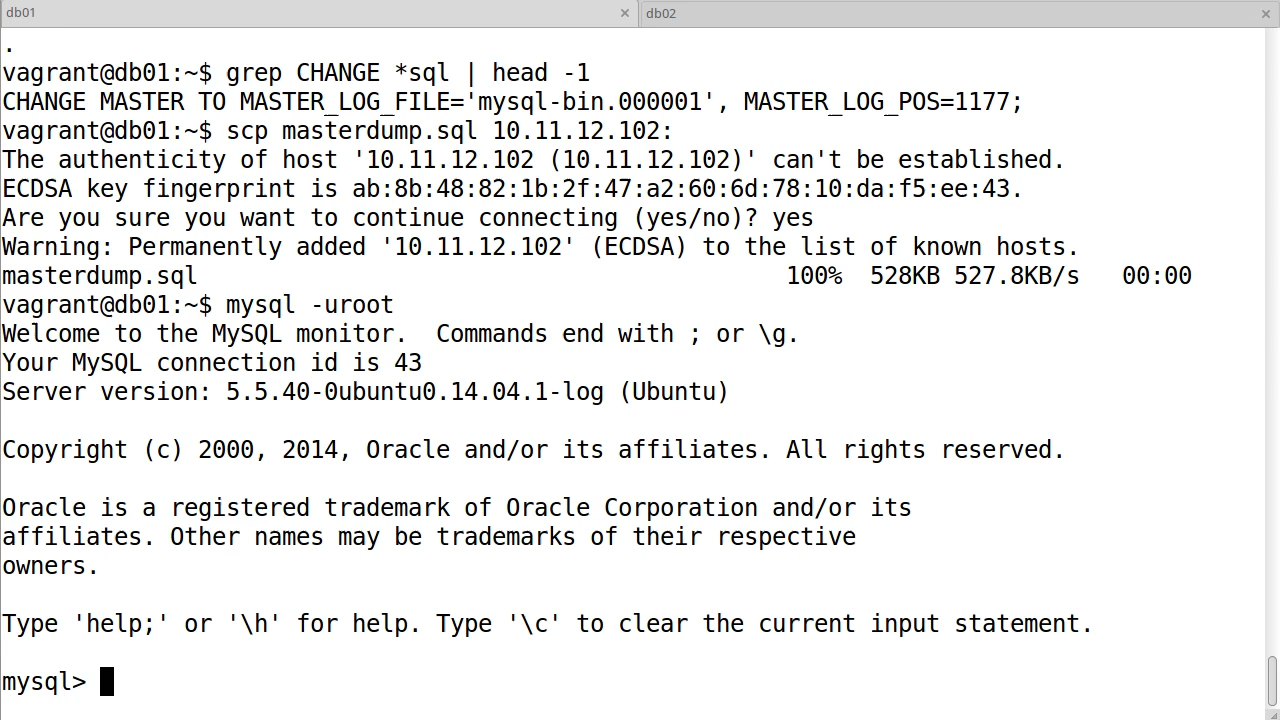 db01 × db02 ×
.
vagrant@db01:~$ grep CHANGE *sql | head -1
CHANGE MASTER TO MASTER_LOG_FILE='mysql-bin.000001', MASTER_LOG_POS=1177;
vagrant@db01:~$ scp masterdump.sql 10.11.12.102:
The authenticity of host '10.11.12.102 (10.11.12.102)' can't be established.
ECDSA key fingerprint is ab:8b:48:82:1b:2f:47:a2:60:6d:78:10:da:f5:ee:43.
Are you sure you want to continue connecting (yes/no)? yes
Warning: Permanently added '10.11.12.102' (ECDSA) to the list of known hosts.
masterdump.sql                                          100%  528KB 527.8KB/s   00:00
vagrant@db01:~$ mysql -uroot
Welcome to the MySQL monitor.  Commands end with ; or \g.
Your MySQL connection id is 43
Server version: 5.5.40-0ubuntu0.14.04.1-log (Ubuntu)
Copyright (c) 2000, 2014, Oracle and/or its affiliates. All rights reserved.
Oracle is a registered trademark of Oracle Corporation and/or its
affiliates. Other names may be trademarks of their respective
owners.
Type 'help;' or '\h' for help. Type '\c' to clear the current input statement.
mysql>